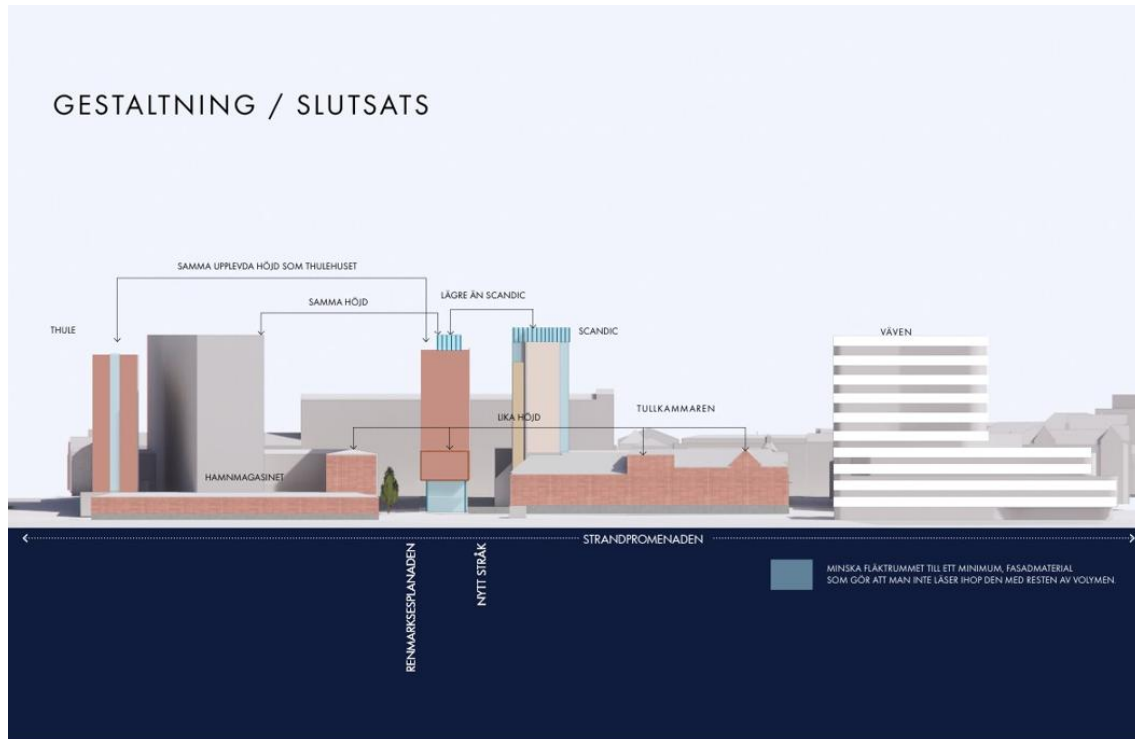 GESTALTNING / SLUTSATS
SAMMA UPPLEVDA HÖJD SOM THULEHUSET
SAMMA HÖJD
LÄGRE ÄN SCANDIC
THULE
SCANDIC
VÄVEN
LIKA HÖJD
TULLKAMMAREN
HAMNMAGASINET
STRANDPROMENADEN
RENMARKSESPLANADEN
NYTT STRÅK
MINSKA FLÄKTRUMMET TILL ETT MINIMUM, FASADMATERIAL
SOM GÖR ATT MAN INTE LÄSER IHOP DEN MED RESTEN AV VOLYMEN.